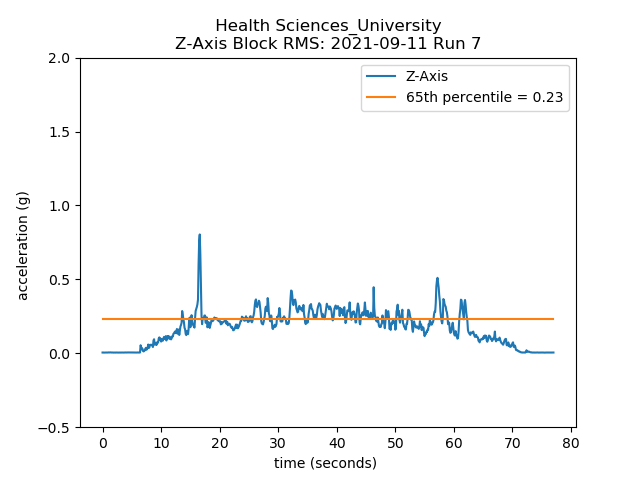 Health Sciences_University
Z-Axis Block RMS: 2021-09-11 Run 7
2.0
1.5
1.0
0.5
0.0
−0.5
acceleration (g)
Z-Axis
65th percentile = 0.23
0 10 20 30 40 50 60 70 80
time (seconds)